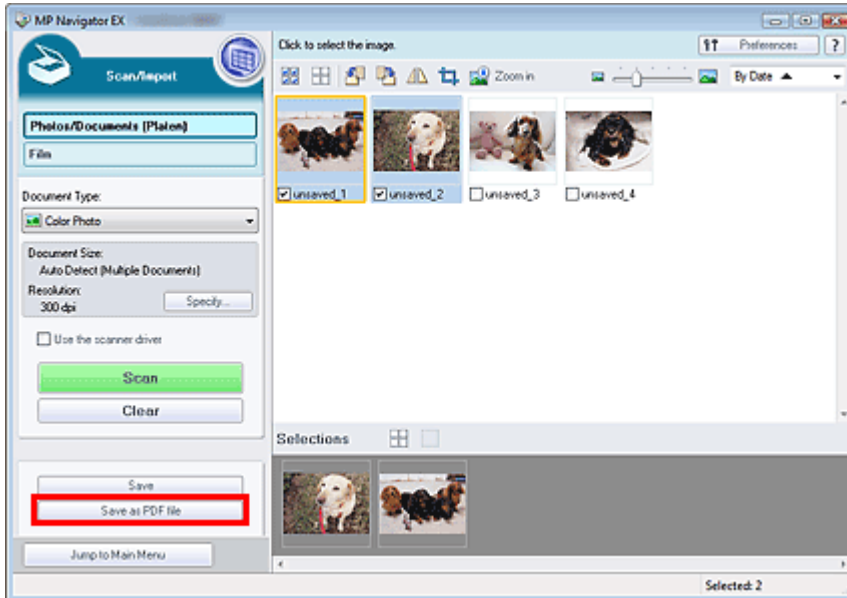 MP Navigator EX
Scan/Import
Photos/Documents (Platen)
Film
Document Type:
Color Photo
Document Size:
Auto Detect (Multiple Documents)
Resolution:
300 dpi
Specify...
Use the scanner driver
Scan
Clear
Save
Save as PDF file
Jump to Main Menu
Click to select the image.
Preferences
?
Zoom in
By Date
unsaved_1 unsaved_2 unsaved_3 unsaved_4
Selections
Selected: 2